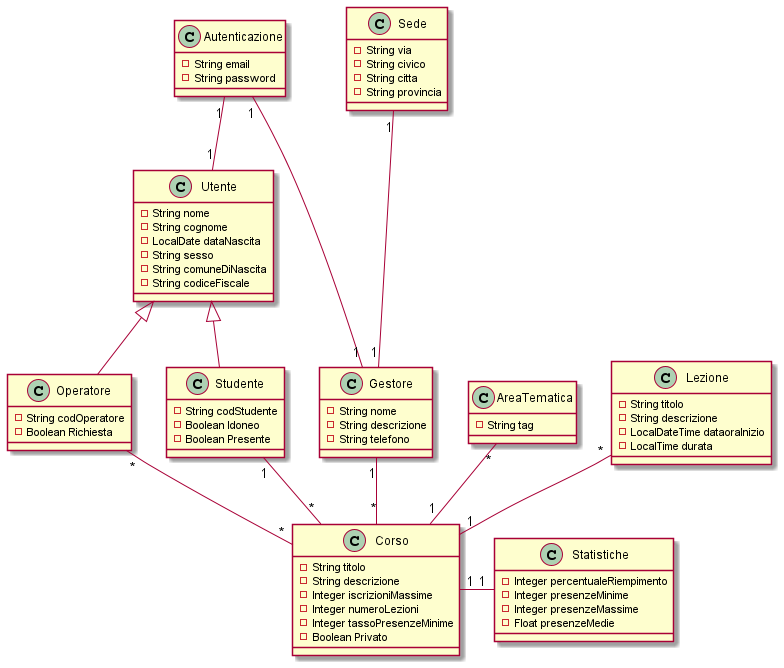 C Autenticazione
String email
String password
C Sede
String via
String civico
String citta
String provincia
1
1
1
1
C Utente
String nome
String cognome
LocalDate dataNascita
String sesso
String comuneDiNascita
String codiceFiscale
1
1
C Operatore
String codOperatore
Boolean Richiesta
C Studente
String codStudente
Boolean Idoneo
Boolean Presente
C Gestore
String nome
String descrizione
String telefono
C AreaTematica
String tag
C Lezione
String titolo
String descrizione
LocalDateTime dataoraInizio
LocalTime durata
*
*
1
*
1
*
*
1
*
1
C Corso
String titolo
String descrizione
Integer iscrizioniMassime
Integer numeroLezioni
Integer tassoPresenzeMinime
Boolean Privato
1 1
C Statistiche
Integer percentualeRiempimento
Integer presenzeMinime
Integer presenzeMassime
Float presenzeMedie